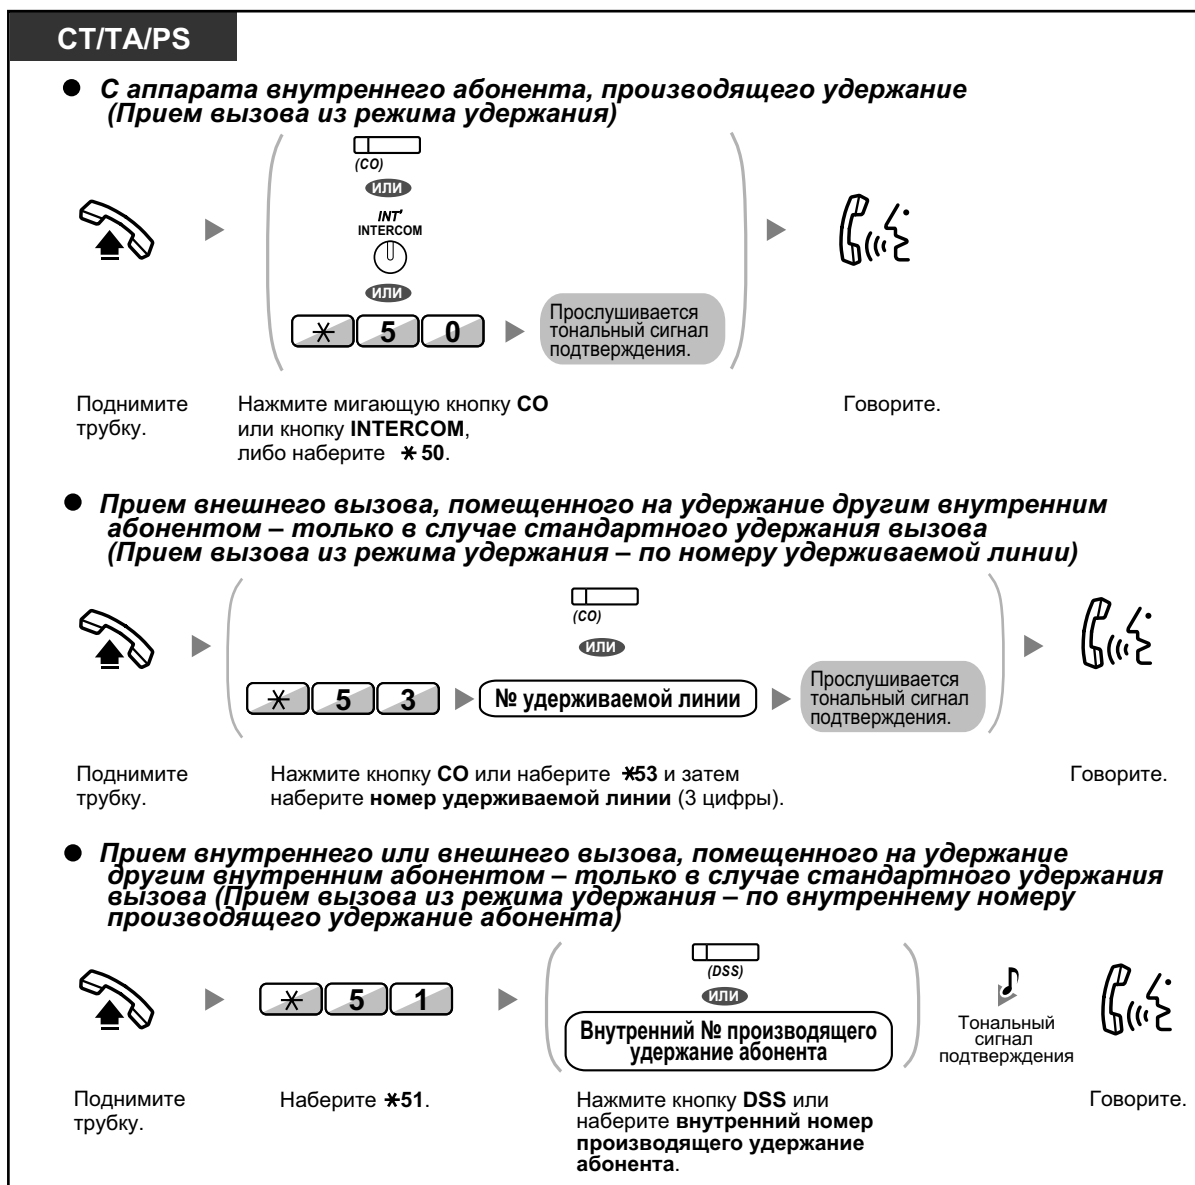 СТ/ТА/PS
● С аппарата внутреннего абонента, производящего удержание
(Прием вызова из режима удержания)
(CO)
ИЛИ
INT'
INTERCOM
ИЛИ
* 5 0
Прослушивается
тональный сигнал
подтверждения.
Поднимите
трубку.
Нажмите мигающую кнопку CO
или кнопку INTERCOM,
либо наберите *50.
Говорите.
● Прием внешнего вызова, помещенного на удержание другим внутренним
абонентом – только в случае стандартного удержания вызова
(Прием вызова из режима удержания – по номеру удерживаемой линии)
(CO)
ИЛИ
* 5 3
№ удерживаемой линии
Прослушивается
тональный сигнал
подтверждения.
Поднимите
трубку.
Нажмите кнопку CO или наберите *53 и затем
наберите номер удерживаемой линии (3 цифры).
Говорите.
● Прием внутреннего или внешнего вызова, помещенного на удержание
другим внутренним абонентом – только в случае стандартного удержания
вызова (Прием вызова из режима удержания – по внутреннему номеру
производящего удержание абонента)
* 5 1
(DSS)
ИЛИ
Внутренний № производящего
удержание абонента
Тональный
сигнал
подтверждения
Поднимите
трубку.
Наберите *51.
Нажмите кнопку DSS или
наберите внутренний номер
производящего удержание
абонента.
Говорите.